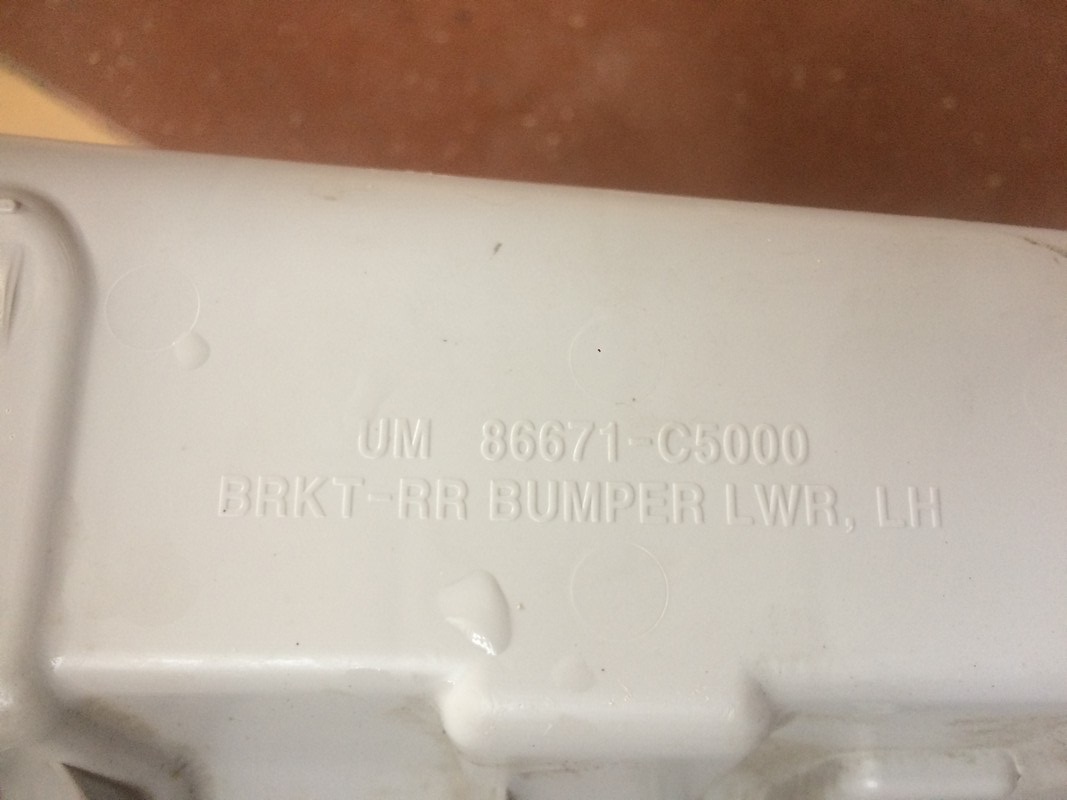 UM 86671-C5000
BRKT-RR BUMPER LWR, LH